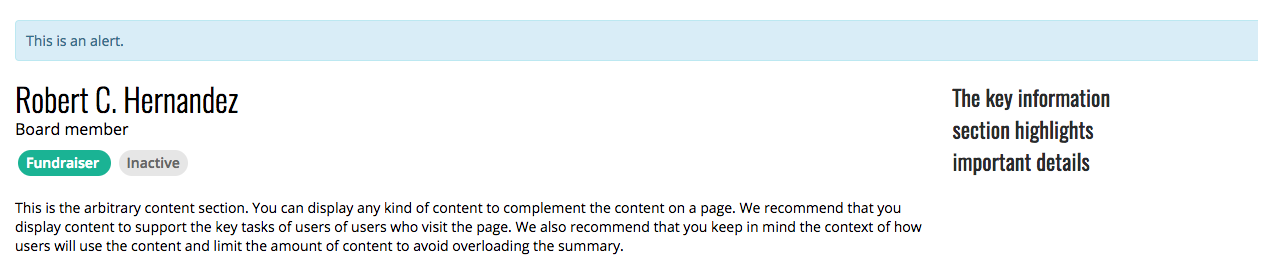 This is an alert.
Robert C. Hernandez
Board member
Fundraiser Inactive
The key information
section highlights
important details
This is the arbitrary content section. You can display any kind of content to complement the content on a page. We recommend that you
display content to support the key tasks of users of users who visit the page. We also recommend that you keep in mind the context of how
users will use the content and limit the amount of content to avoid overloading the summary.